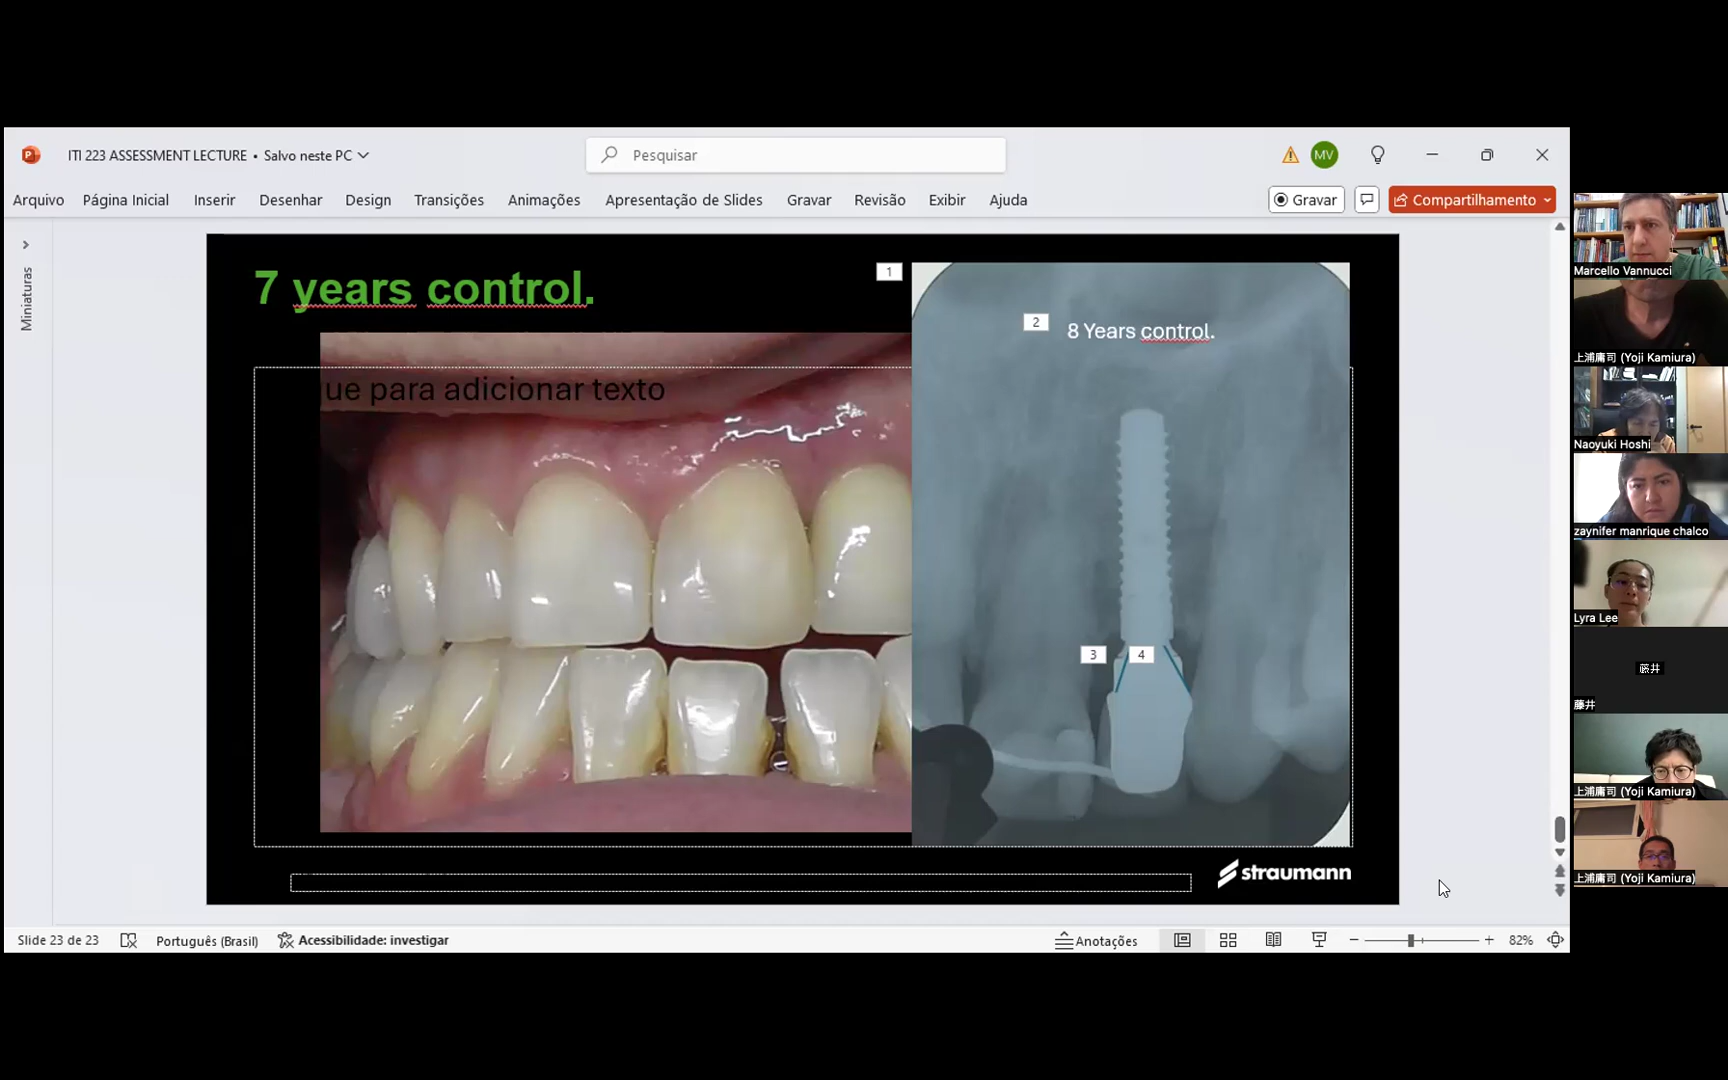 ITI 223 ASSESSMENT LECTURE • Salvo neste PC
Pesquisar
MV
Arquivo Página Inicial Inserir Desenhar Design Transições Animações Apresentação de Slides Gravar Revisão Exibir Ajuda
Gravar
Compartilhamento
Miniaturas
7 years control.
1
2
8 Years control.
que para adicionar texto
3
4
straumann
Slide 23 de 23
Português (Brasil)
Acessibilidade: investigar
Anotações
82%
Marcello Vannucci
上浦庸司 (Yoji Kamiura)
Naoyuki Hoshi
zaynifer manrique chalco
Lyra Lee
藤井
藤井
上浦庸司 (Yoji Kamiura)
上浦庸司 (Yoji Kamiura)